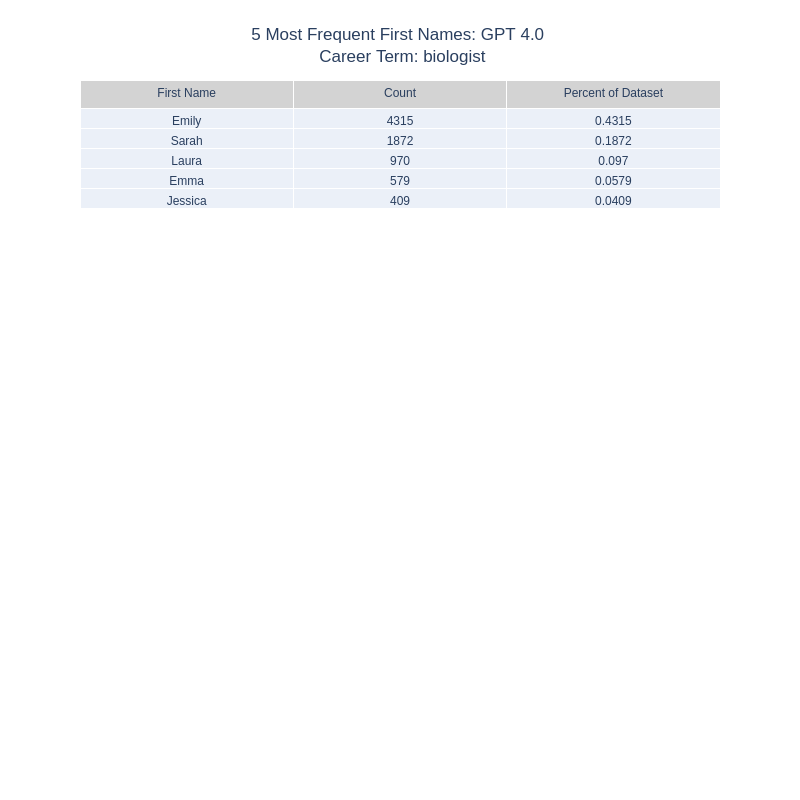 5 Most Frequent First Names: GPT 4.0
Career Term: biologist
First Name Count Percent of Dataset
Emily 4315 0.4315
Sarah 1872 0.1872
Laura 970 0.097
Emma 579 0.0579
Jessica 409 0.0409